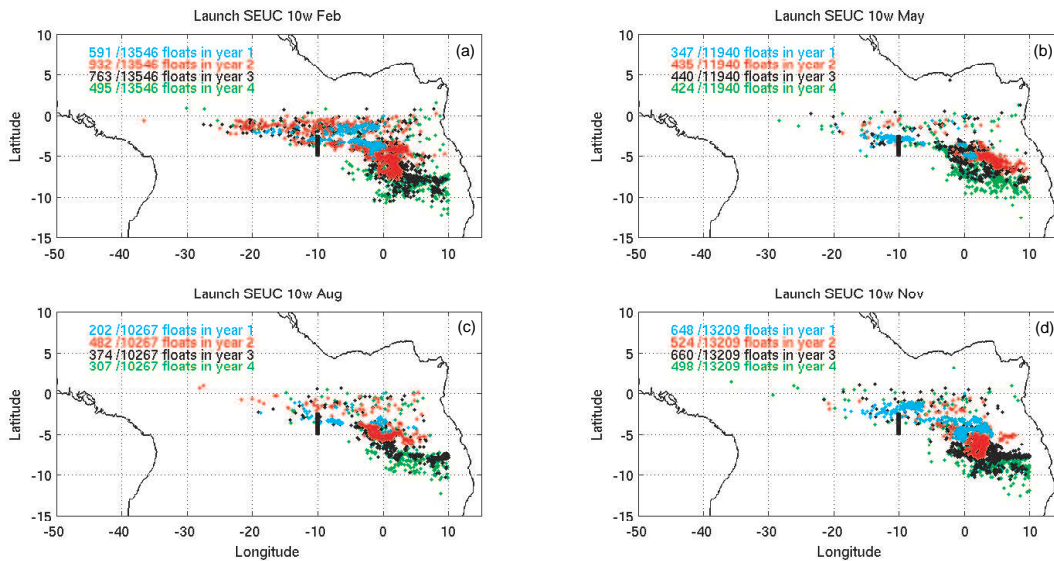 Launch SEUC 10w Feb
(a)
591 /13546 floats in year 1
932 /13546 floats in year 2
763 /13546 floats in year 3
495 /13546 floats in year 4
Latitude
10
5
0
-5
-10
-15
-50 -40 -30 -20 -10 0 10
Launch SEUC 10w May
(b)
347 /11940 floats in year 1
435 /11940 floats in year 2
440 /11940 floats in year 3
424 /11940 floats in year 4
Latitude
10
5
0
-5
-10
-15
-50 -40 -30 -20 -10 0 10
Launch SEUC 10w Aug
(c)
202 /10267 floats in year 1
482 /10267 floats in year 2
374 /10267 floats in year 3
307 /10267 floats in year 4
Latitude
10
5
0
-5
-10
-15
-50 -40 -30 -20 -10 0 10
Longitude
Launch SEUC 10w Nov
(d)
648 /13209 floats in year 1
524 /13209 floats in year 2
660 /13209 floats in year 3
498 /13209 floats in year 4
Latitude
10
5
0
-5
-10
-15
-50 -40 -30 -20 -10 0 10
Longitude